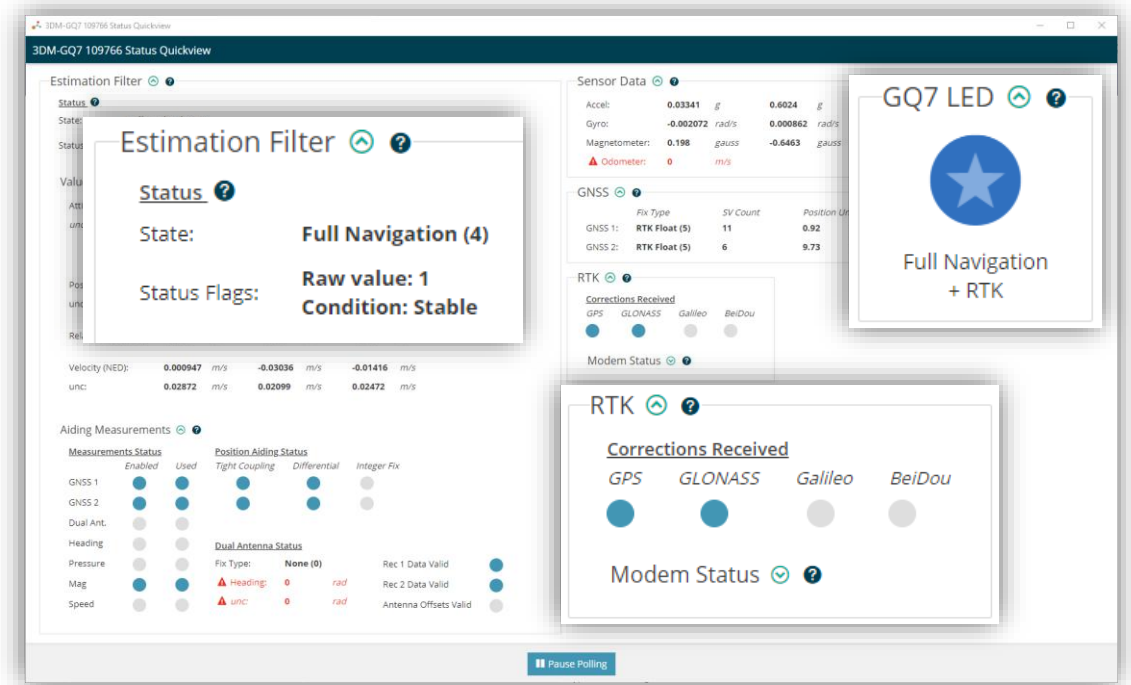 3DM-GQ7 109766 Status Quickview
3DM-GQ7 109766 Status Quickview
Estimation Filter
Status
State:
Status
Estimation Filter
Status
State: Full Navigation (4)
Status Flags: Raw value: 1
Condition: Stable
Velocity (NED): 0.000947 m/s -0.03036 m/s -0.01416 m/s
unc: 0.02872 m/s 0.02099 m/s 0.02472 m/s
Aiding Measurements
Measurements Status Position Aiding Status
Enabled Used Tight Coupling Differential Integer Fix
GNSS 1
GNSS 2
Dual Ant.
Heading Dual Antenna Status
Pressure Fix Type: None (0) Rec 1 Data Valid
Mag Heading: 0 rad Rec 2 Data Valid
Speed unc: 0 rad Antenna Offsets Valid
Sensor Data
Accel: 0.03341 g 0.6024 g
Gyro: -0.002072 rad/s 0.000862 rad/s
Magnetometer: 0.198 gauss -0.6463 gauss
Odometer: 0 m/s
GNSS
Fix Type SV Count Position Un
GNSS 1: RTK Float (5) 11 0.92
GNSS 2: RTK Float (5) 6 9.73
RTK
Corrections Received
GPS GLONASS Galileo BeiDou
Modem Status
GQ7 LED
Full Navigation
+ RTK
RTK
Corrections Received
GPS GLONASS Galileo BeiDou
Modem Status
Pause Polling